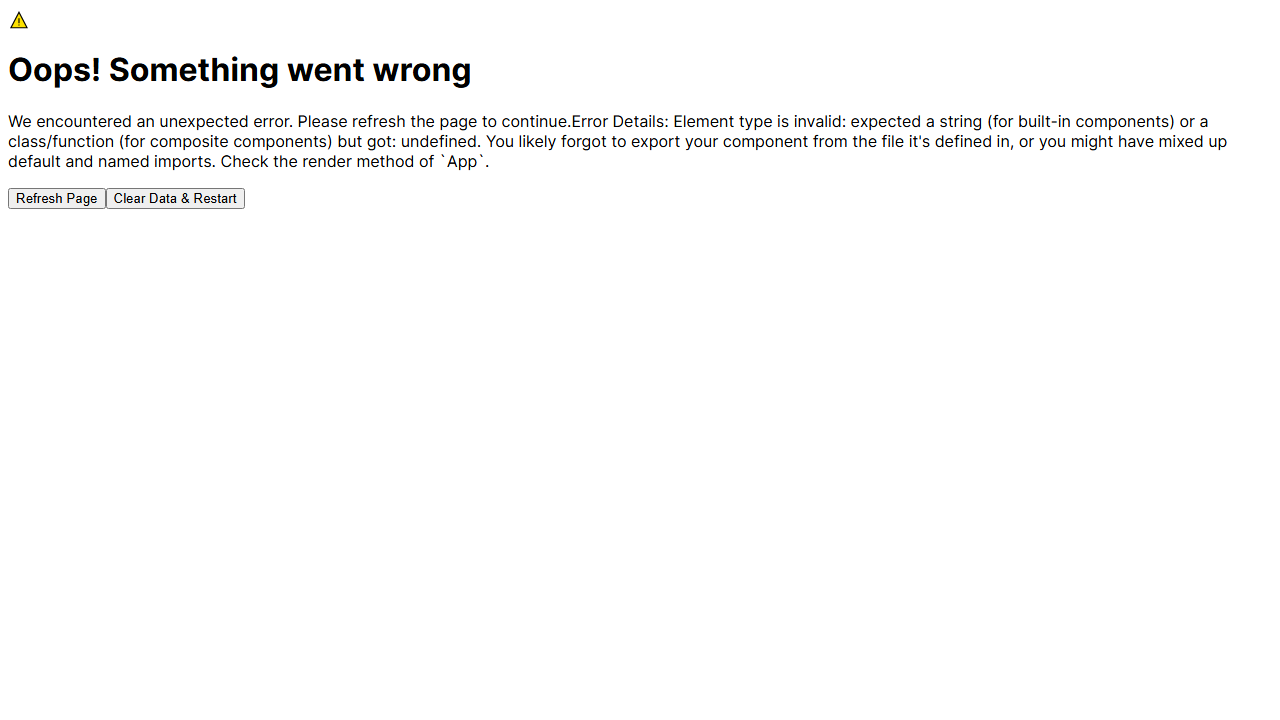 Oops! Something went wrong
We encountered an unexpected error. Please refresh the page to continue.Error Details: Element type is invalid: expected a string (for built-in components) or a
class/function (for composite components) but got: undefined. You likely forgot to export your component from the file it's defined in, or you might have mixed up
default and named imports. Check the render method of `App`.
Refresh Page Clear Data & Restart